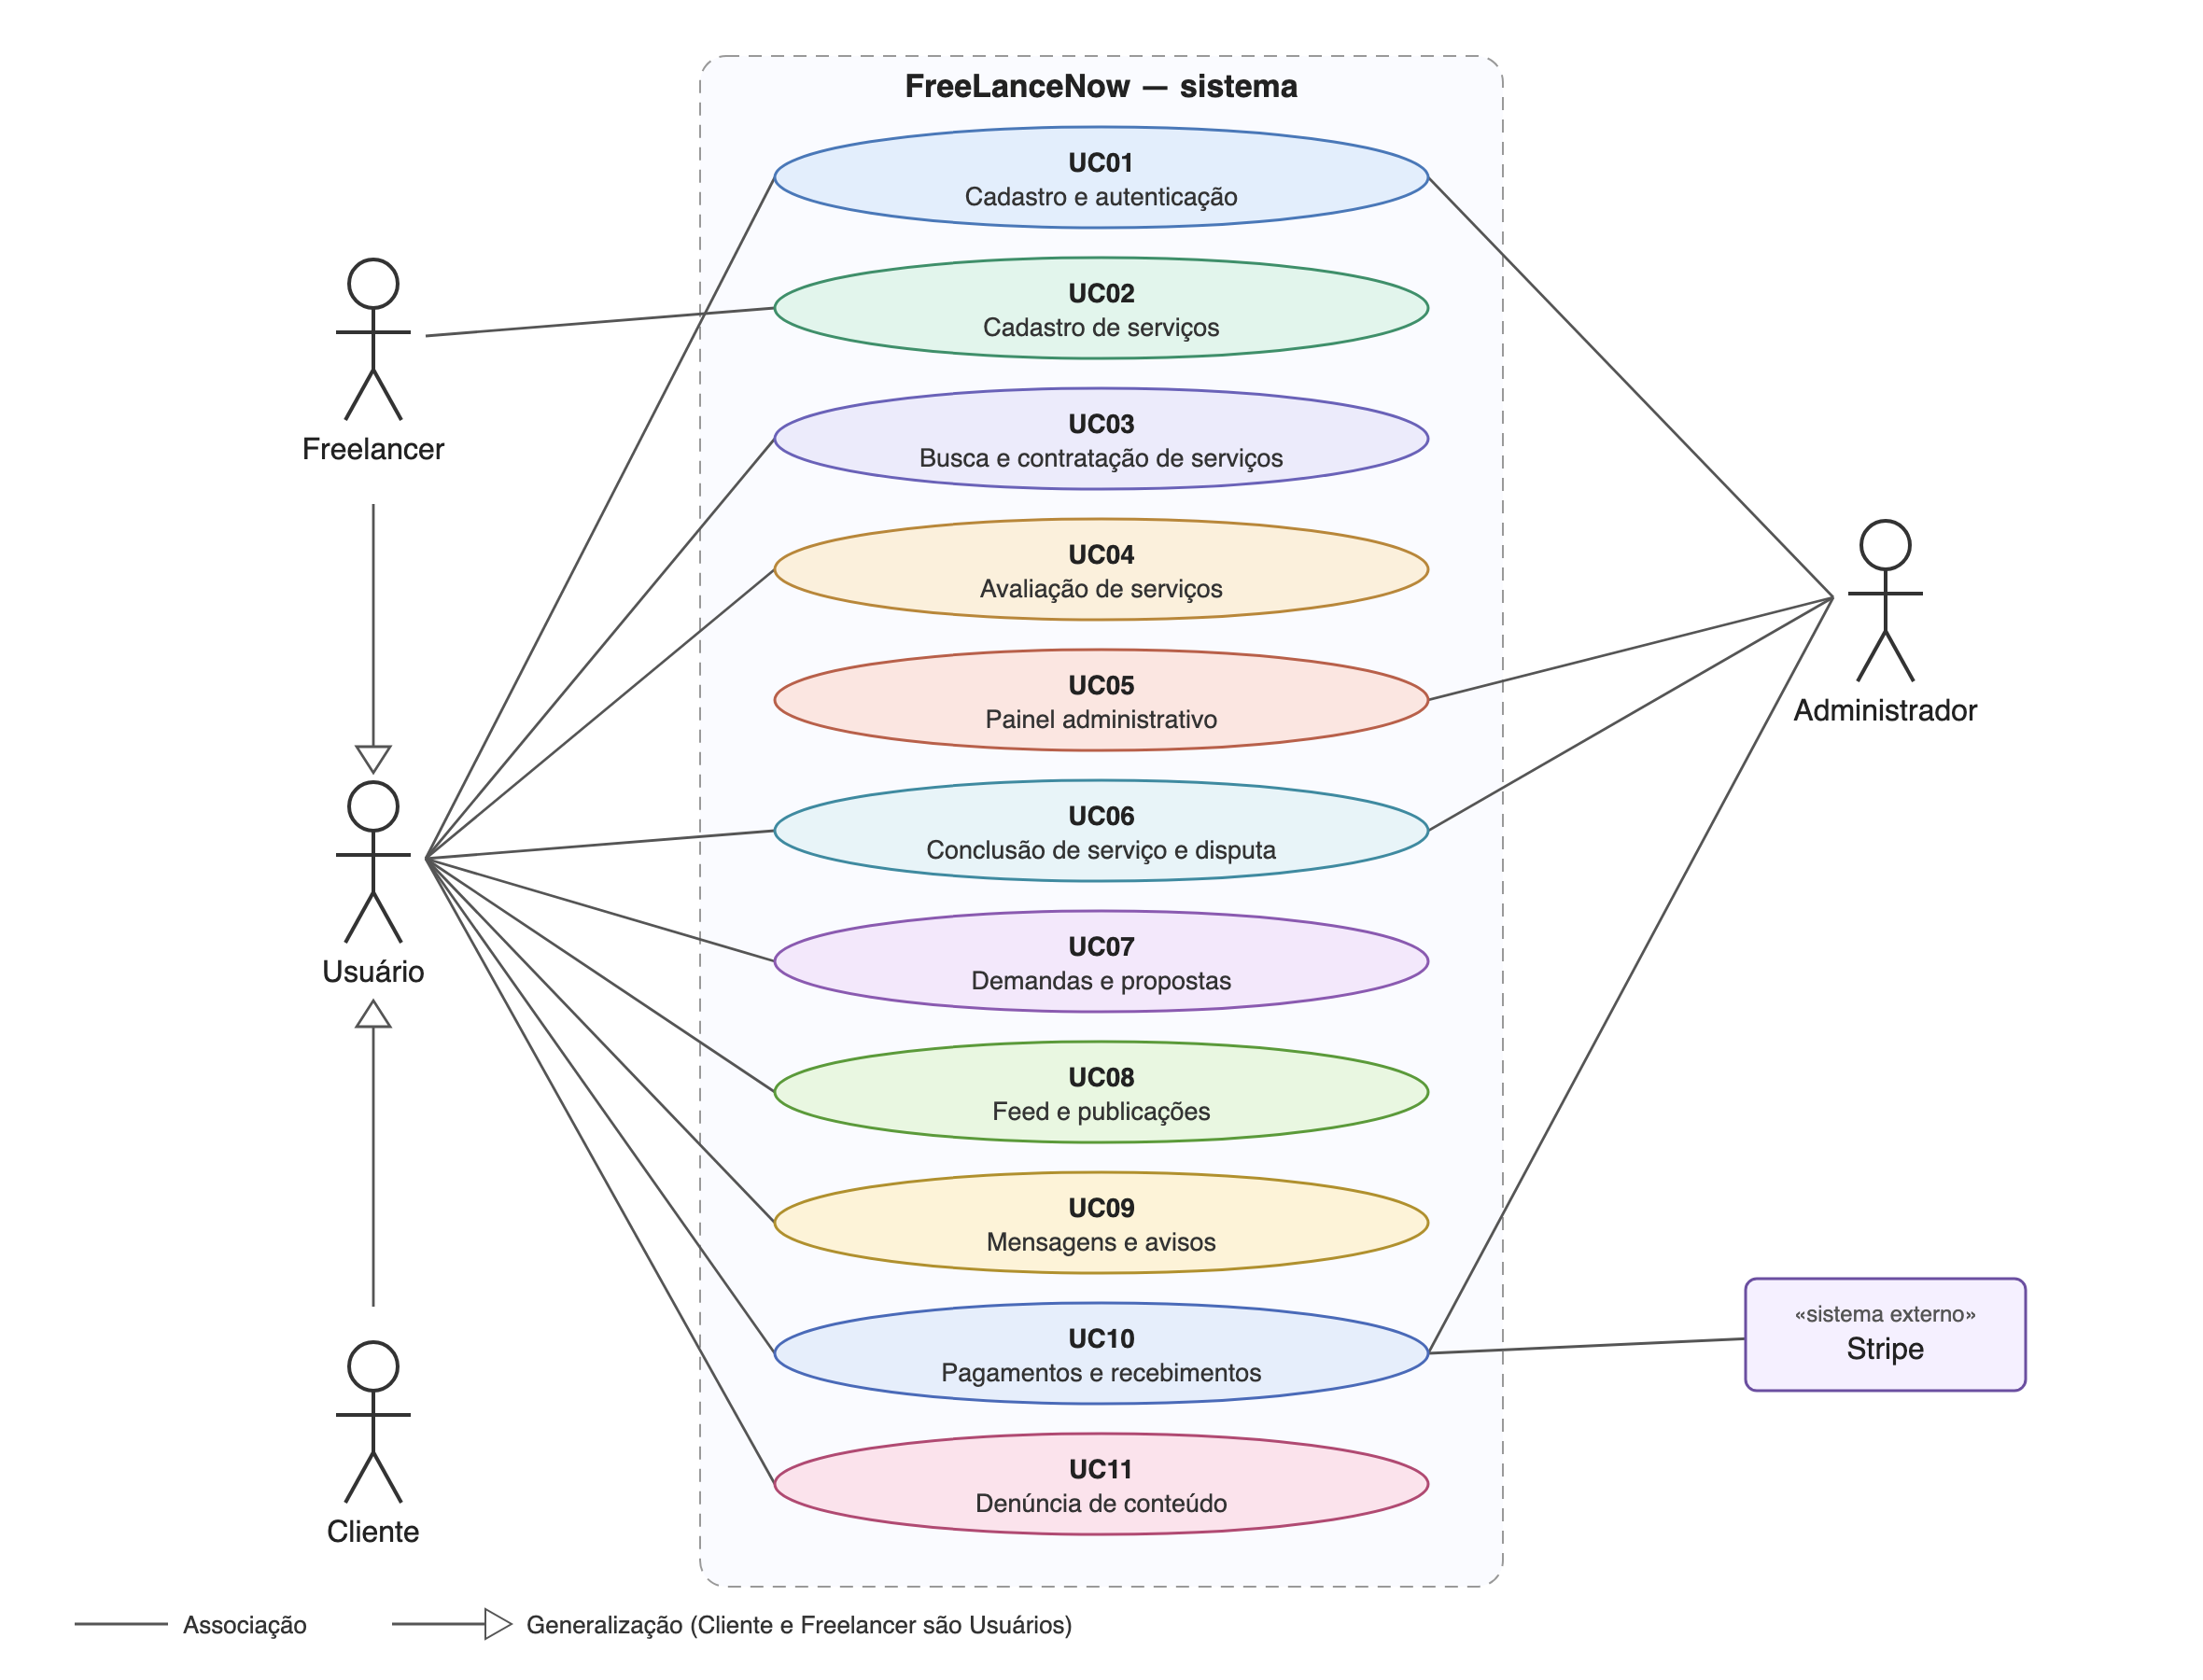 FreeLanceNow — sistema
UC01
Cadastro e autenticação
UC02
Cadastro de serviços
Freelancer
UC03
Busca e contratação de serviços
UC04
Avaliação de serviços
UC05
Painel administrativo
Administrador
UC06
Conclusão de serviço e disputa
Usuário
UC07
Demandas e propostas
UC08
Feed e publicações
UC09
Mensagens e avisos
UC10
Pagamentos e recebimentos
«sistema externo»
Stripe
UC11
Denúncia de conteúdo
Cliente
Associação
Generalização (Cliente e Freelancer são Usuários)